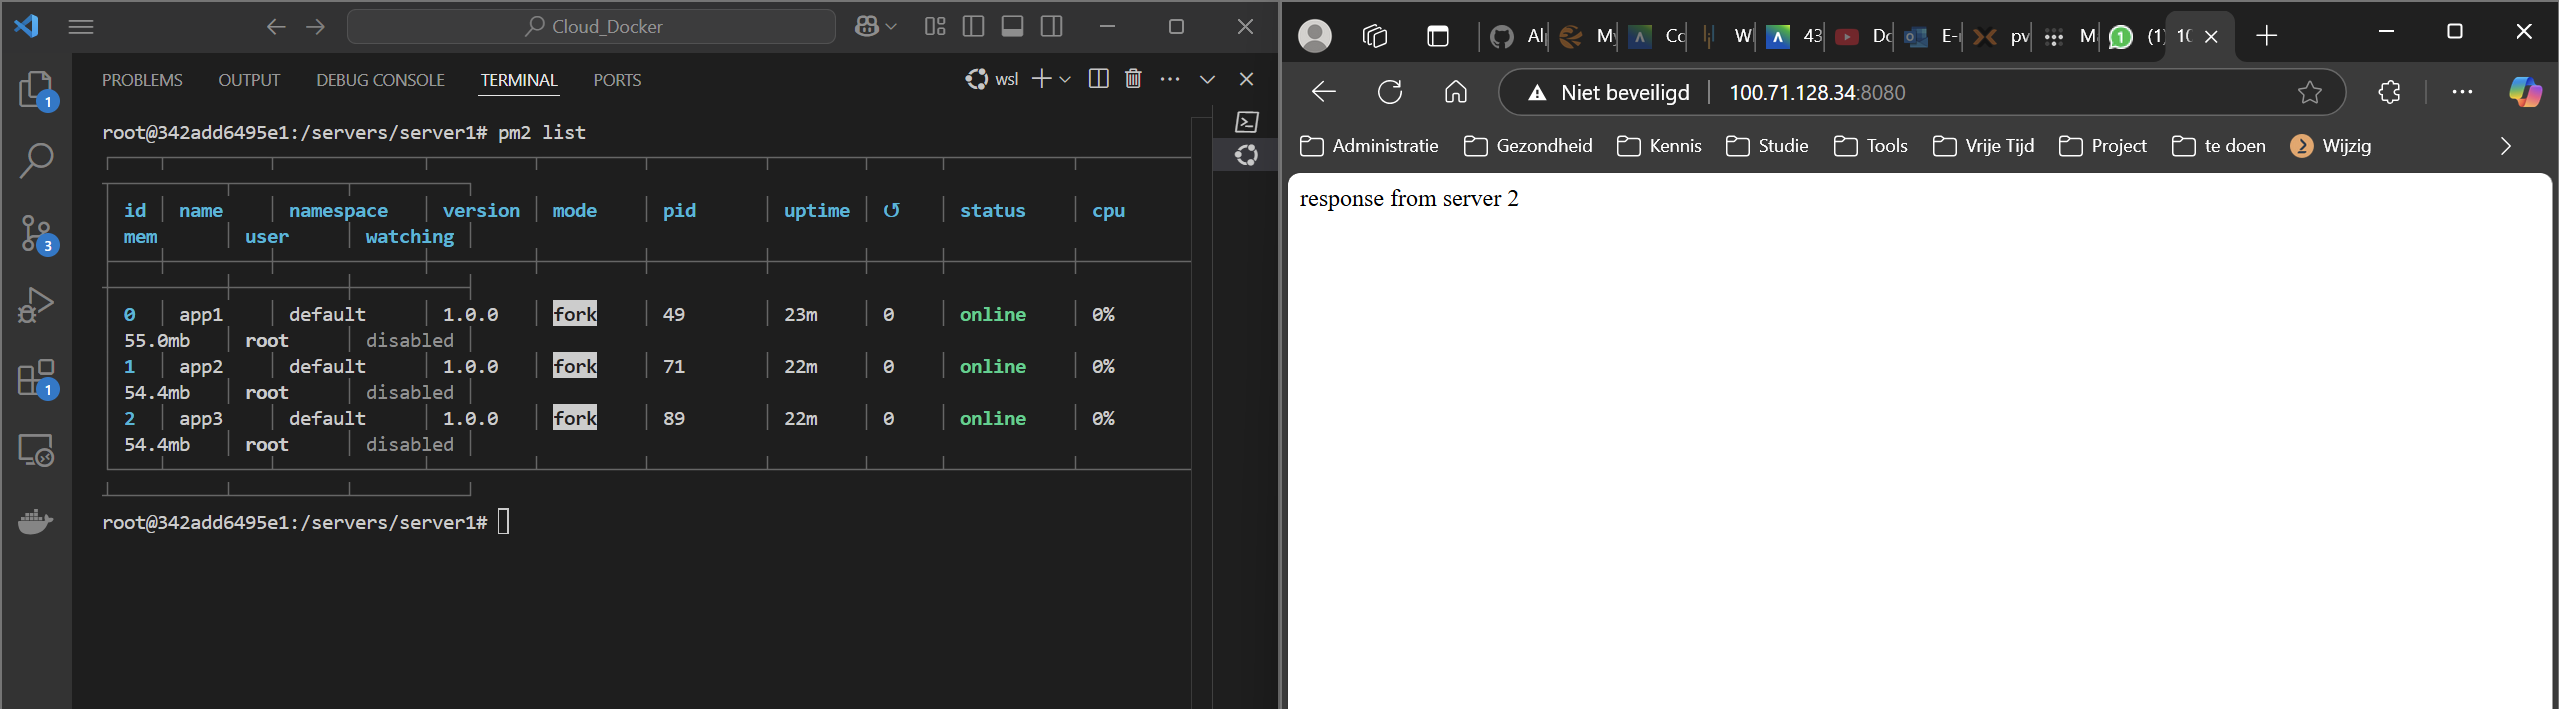 Cloud_Docker
PROBLEMS OUTPUT DEBUG CONSOLE TERMINAL PORTS
wsl
root@342add6495e1:/servers/server1# pm2 list
id name namespace version mode pid uptime ↺ status cpu
mem user watching
0 app1 default 1.0.0 fork 49 23m 0 online 0%
55.0mb root disabled
1 app2 default 1.0.0 fork 71 22m 0 online 0%
54.4mb root disabled
2 app3 default 1.0.0 fork 89 22m 0 online 0%
54.4mb root disabled
root@342add6495e1:/servers/server1#
1
3
1
Al My Co W 43 Do E-r pv M (1) 10
Niet beveiligd 100.71.128.34:8080
Administratie Gezondheid Kennis Studie Tools Vrije Tijd Project te doen Wijzig
response from server 2